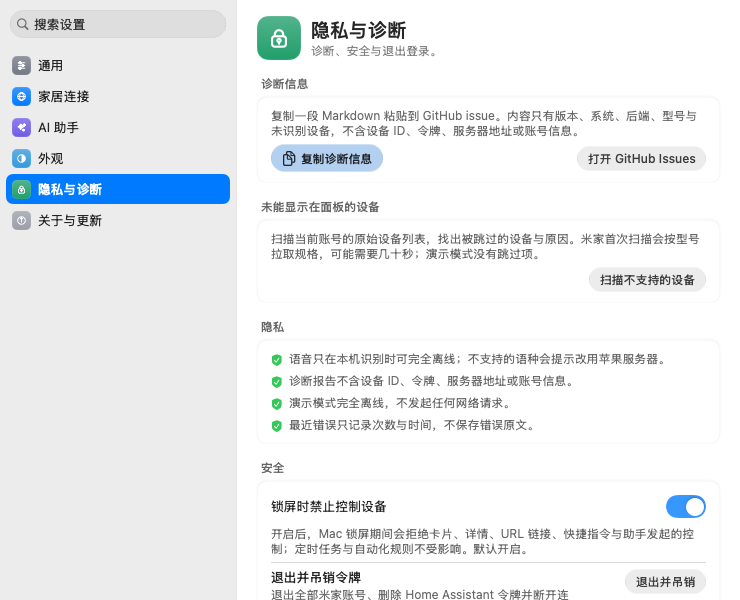 搜索设置
通用
家居连接
AI 助手
外观
隐私与诊断
关于与更新
隐私与诊断
诊断、安全与退出登录。
诊断信息
复制一段 Markdown 粘贴到 GitHub issue。内容只有版本、系统、后端、型号与
未识别设备，不含设备 ID、令牌、服务器地址或账号信息。
复制诊断信息
打开 GitHub Issues
未能显示在面板的设备
扫描当前账号的原始设备列表，找出被跳过的设备与原因。米家首次扫描会按型号
拉取规格，可能需要几十秒；演示模式没有跳过项。
扫描不支持的设备
隐私
语音只在本机识别时可完全离线；不支持的语种会提示改用苹果服务器。
诊断报告不含设备 ID、令牌、服务器地址或账号信息。
演示模式完全离线，不发起任何网络请求。
最近错误只记录次数与时间，不保存错误原文。
安全
锁屏时禁止控制设备
开启后，Mac 锁屏期间会拒绝卡片、详情、URL 链接、快捷指令与助手发起的控
制；定时任务与自动化规则不受影响。默认开启。
退出并吊销令牌
退出并吊销
退出全部米家账号、删除 Home Assistant 令牌并断开连